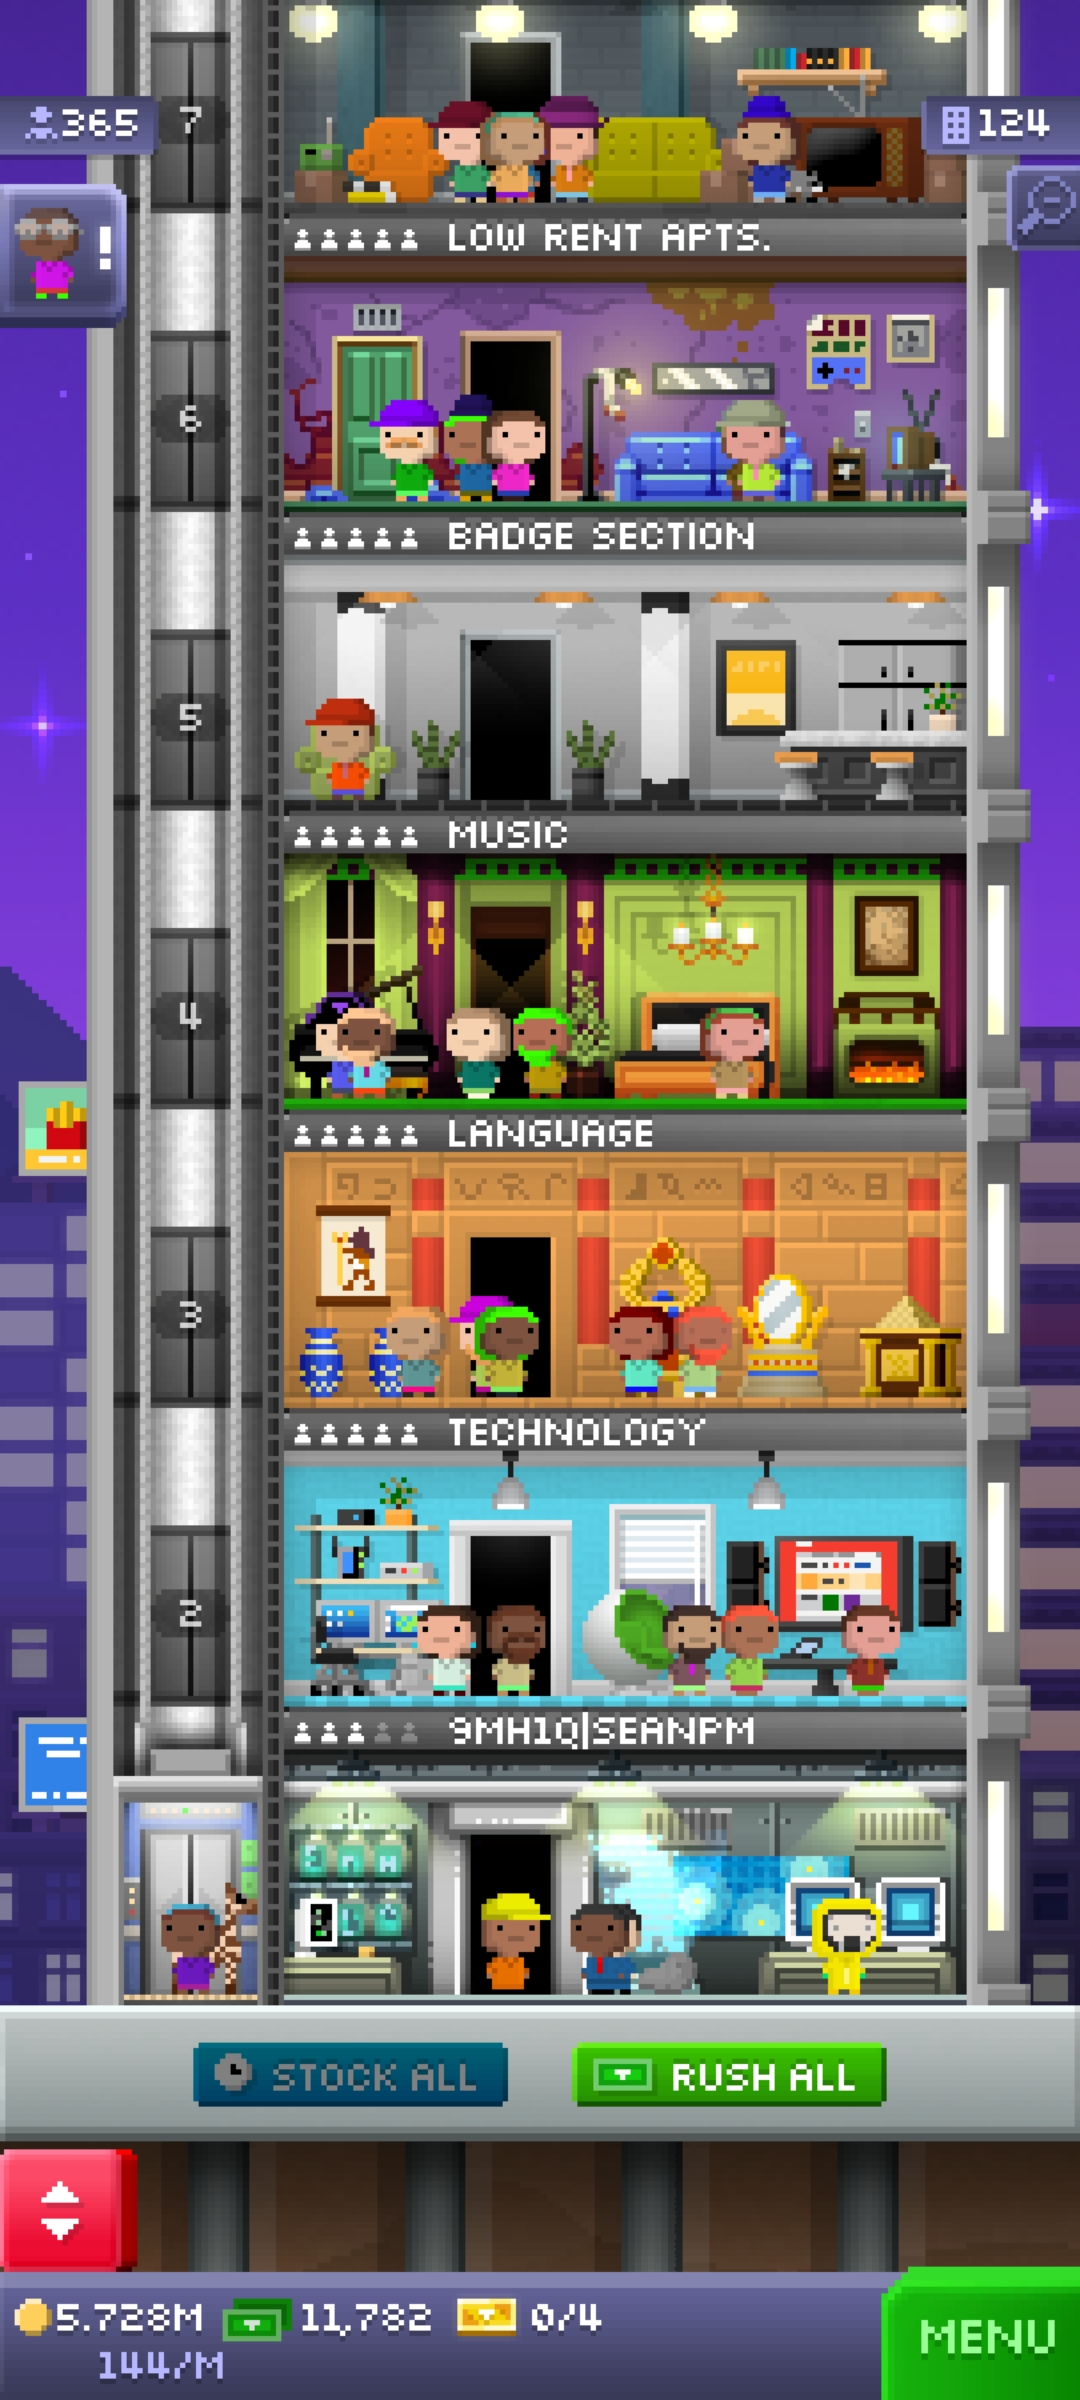 7
365
124
!
LOW RENT APTS.
6
BADGE SECTION
5
MUSIC
4
LANGUAGE
3
TECHNOLOGY
2
9MH1Q|SEANPM
STOCK ALL
RUSH ALL
5.728M
11,782
0/4
144/M
MENU